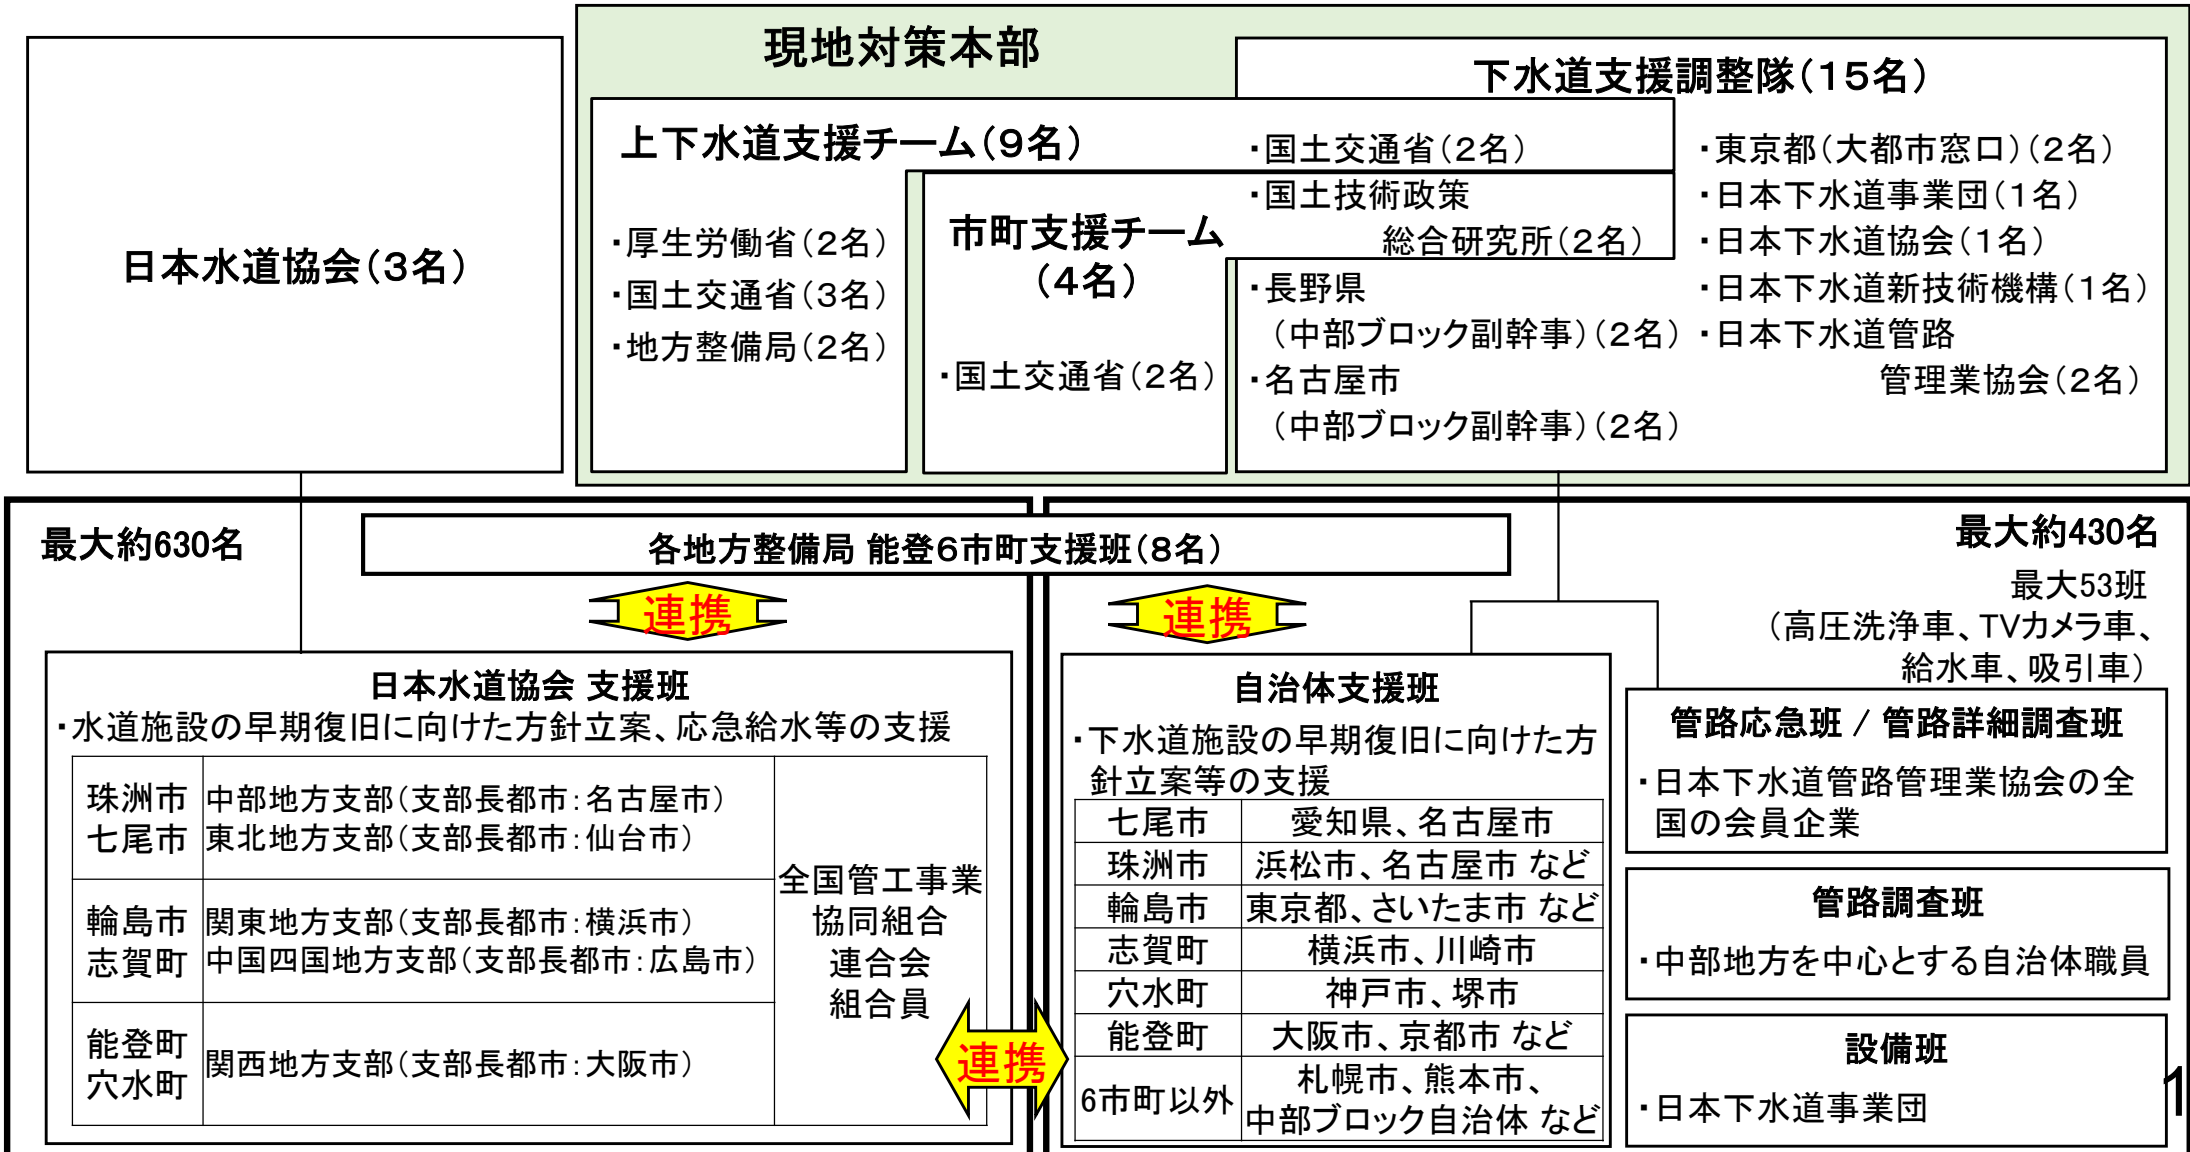 現地対策本部
日本水道協会(3名)
上下水道支援チーム(9名)
・厚生労働省(2名)
・国土交通省(3名)
・地方整備局(2名)
市町支援チーム
(4名)
・国土交通省(2名)
下水道支援調整隊(15名)
・国土交通省(2名)
・国土技術政策
総合研究所(2名)
・長野県
(中部ブロック副幹事)(2名)
・名古屋市
(中部ブロック副幹事)(2名)
・東京都(大都市窓口)(2名)
・日本下水道事業団(1名)
・日本下水道協会(1名)
・日本下水道新技術機構(1名)
・日本下水道管路
管理業協会(2名)
最大約630名
各地方整備局 能登6市町支援班(8名)
最大約430名
最大53班
(高圧洗浄車、TVカメラ車、
給水車、吸引車)
連携
連携
日本水道協会 支援班
・水道施設の早期復旧に向けた方針立案、応急給水等の支援
珠洲市 中部地方支部(支部長都市:名古屋市)
七尾市 東北地方支部(支部長都市:仙台市)
輪島市 関東地方支部(支部長都市:横浜市)
志賀町 中国四国地方支部(支部長都市:広島市)
能登町
穴水町
関西地方支部(支部長都市:大阪市)
全国管工事業
協同組合
連合会
組合員
連携
自治体支援班
・下水道施設の早期復旧に向けた方
針立案等の支援
七尾市 愛知県、名古屋市
珠洲市 浜松市、名古屋市 など
輪島市 東京都、さいたま市 など
志賀町 横浜市、川崎市
穴水町 神戸市、堺市
能登町 大阪市、京都市 など
6市町以外 札幌市、熊本市、
中部ブロック自治体 など
管路応急班 / 管路詳細調査班
・日本下水道管路管理業協会の全
国の会員企業
管路調査班
・中部地方を中心とする自治体職員
設備班
・日本下水道事業団
1